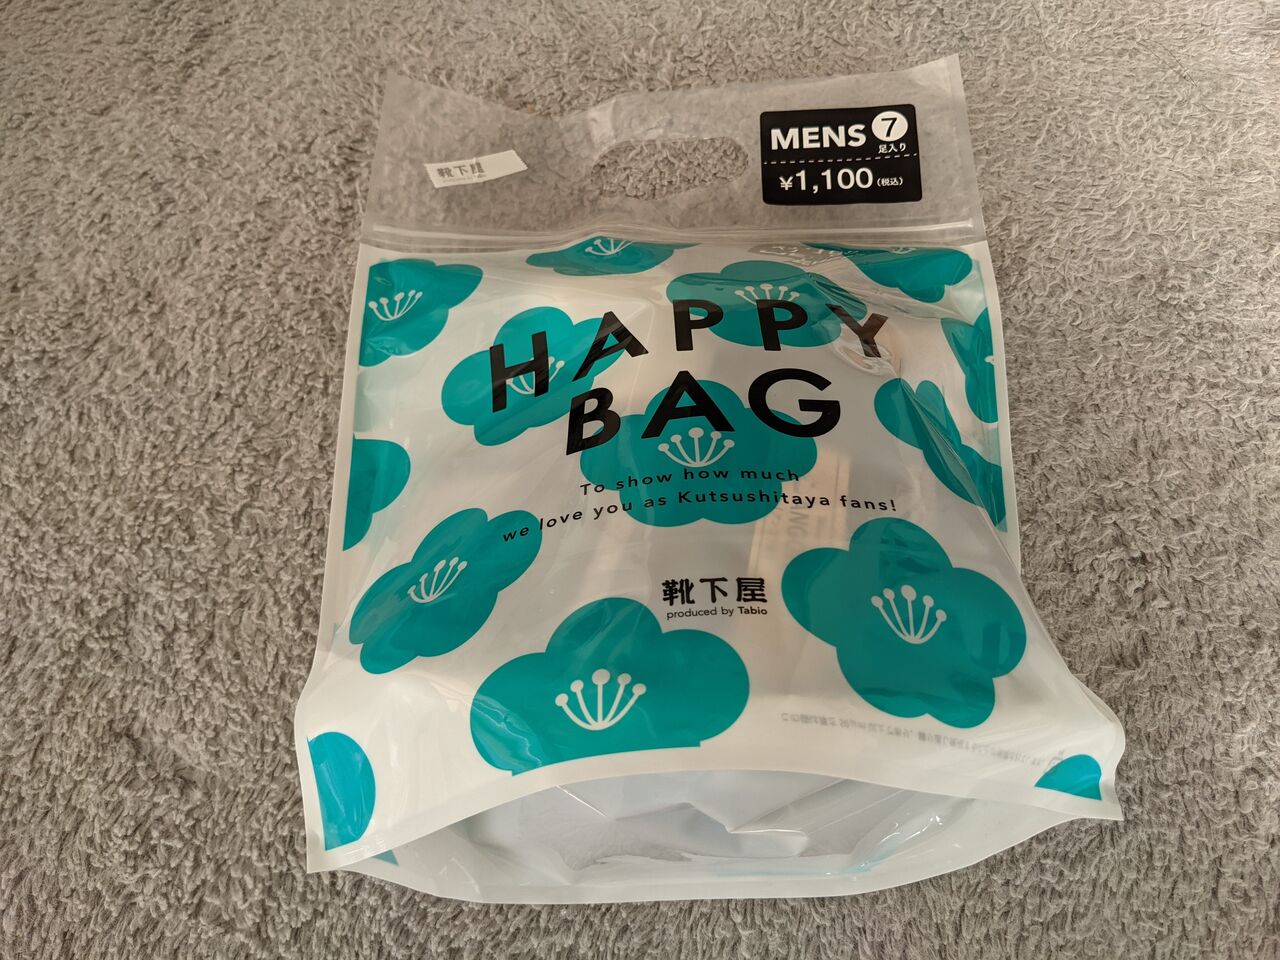 靴下屋
MENS 7
足入り
¥1,100(税込)
HAPPY
BAG
To show how much
we love you as Kutsushitaya fans!
靴下屋
produced by Tabio